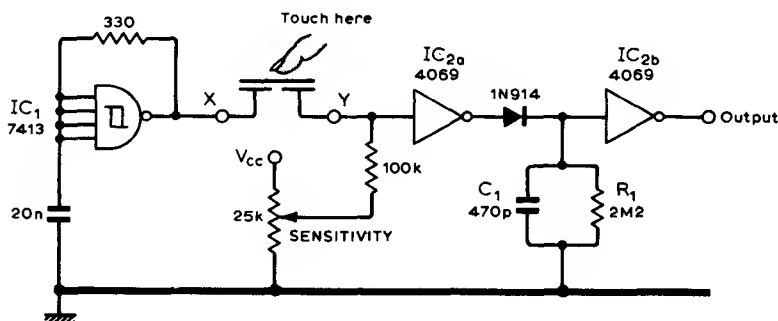 330
Touch here
IC2a
4069
IC2b
4069
1N914
X
Y
IC1
7413
Output
Vcc
100k
25k
SENSITIVITY
C1
470p
R1
2M2
20n